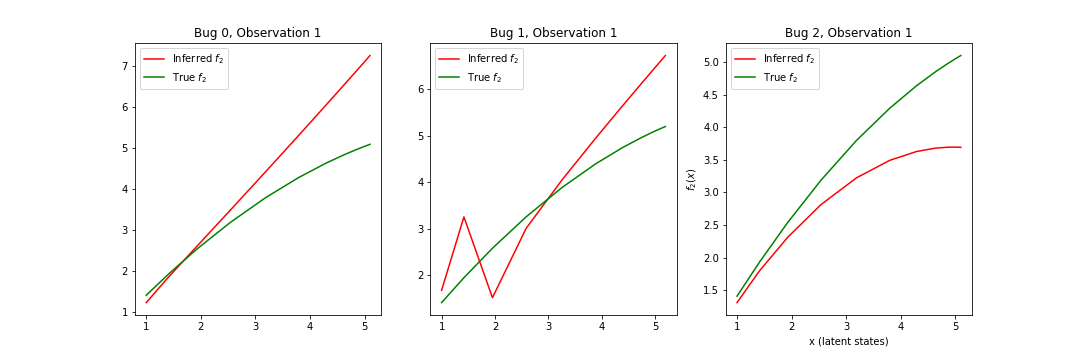 Bug 0, Observation 1
Inferred f₂
True f₂
7
6
5
4
3
2
1
1 2 3 4 5
Bug 1, Observation 1
Inferred f₂
True f₂
6
5
4
3
2
1 2 3 4 5
Bug 2, Observation 1
Inferred f₂
True f₂
5.0
4.5
4.0
3.5
3.0
2.5
2.0
1.5
f₂(x)
1 2 3 4 5
x (latent states)